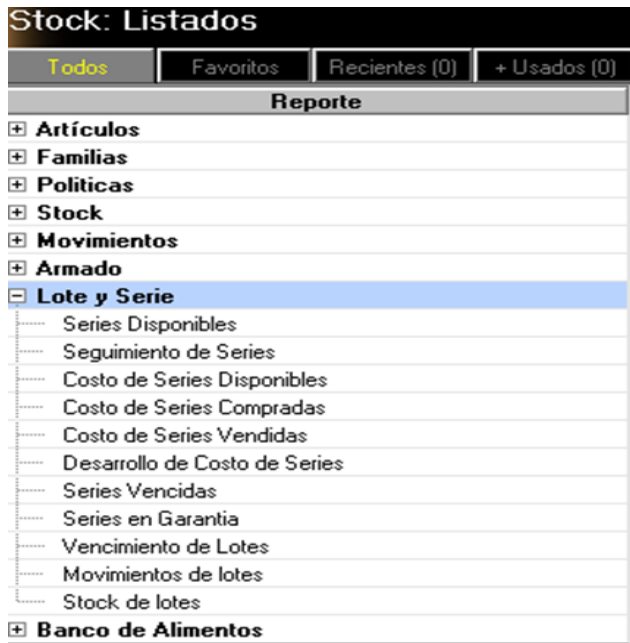 Stock: Listados
Todos Favoritos Recientes (0) + Usados (0)
Reporte
Artículos
Familias
Politicas
Stock
Movimientos
Armado
Lote y Serie
Series Disponibles
Seguimiento de Series
Costo de Series Disponibles
Costo de Series Compradas
Costo de Series Vendidas
Desarrollo de Costo de Series
Series Vencidas
Series en Garantia
Vencimiento de Lotes
Movimientos de lotes
Stock de lotes
Banco de Alimentos